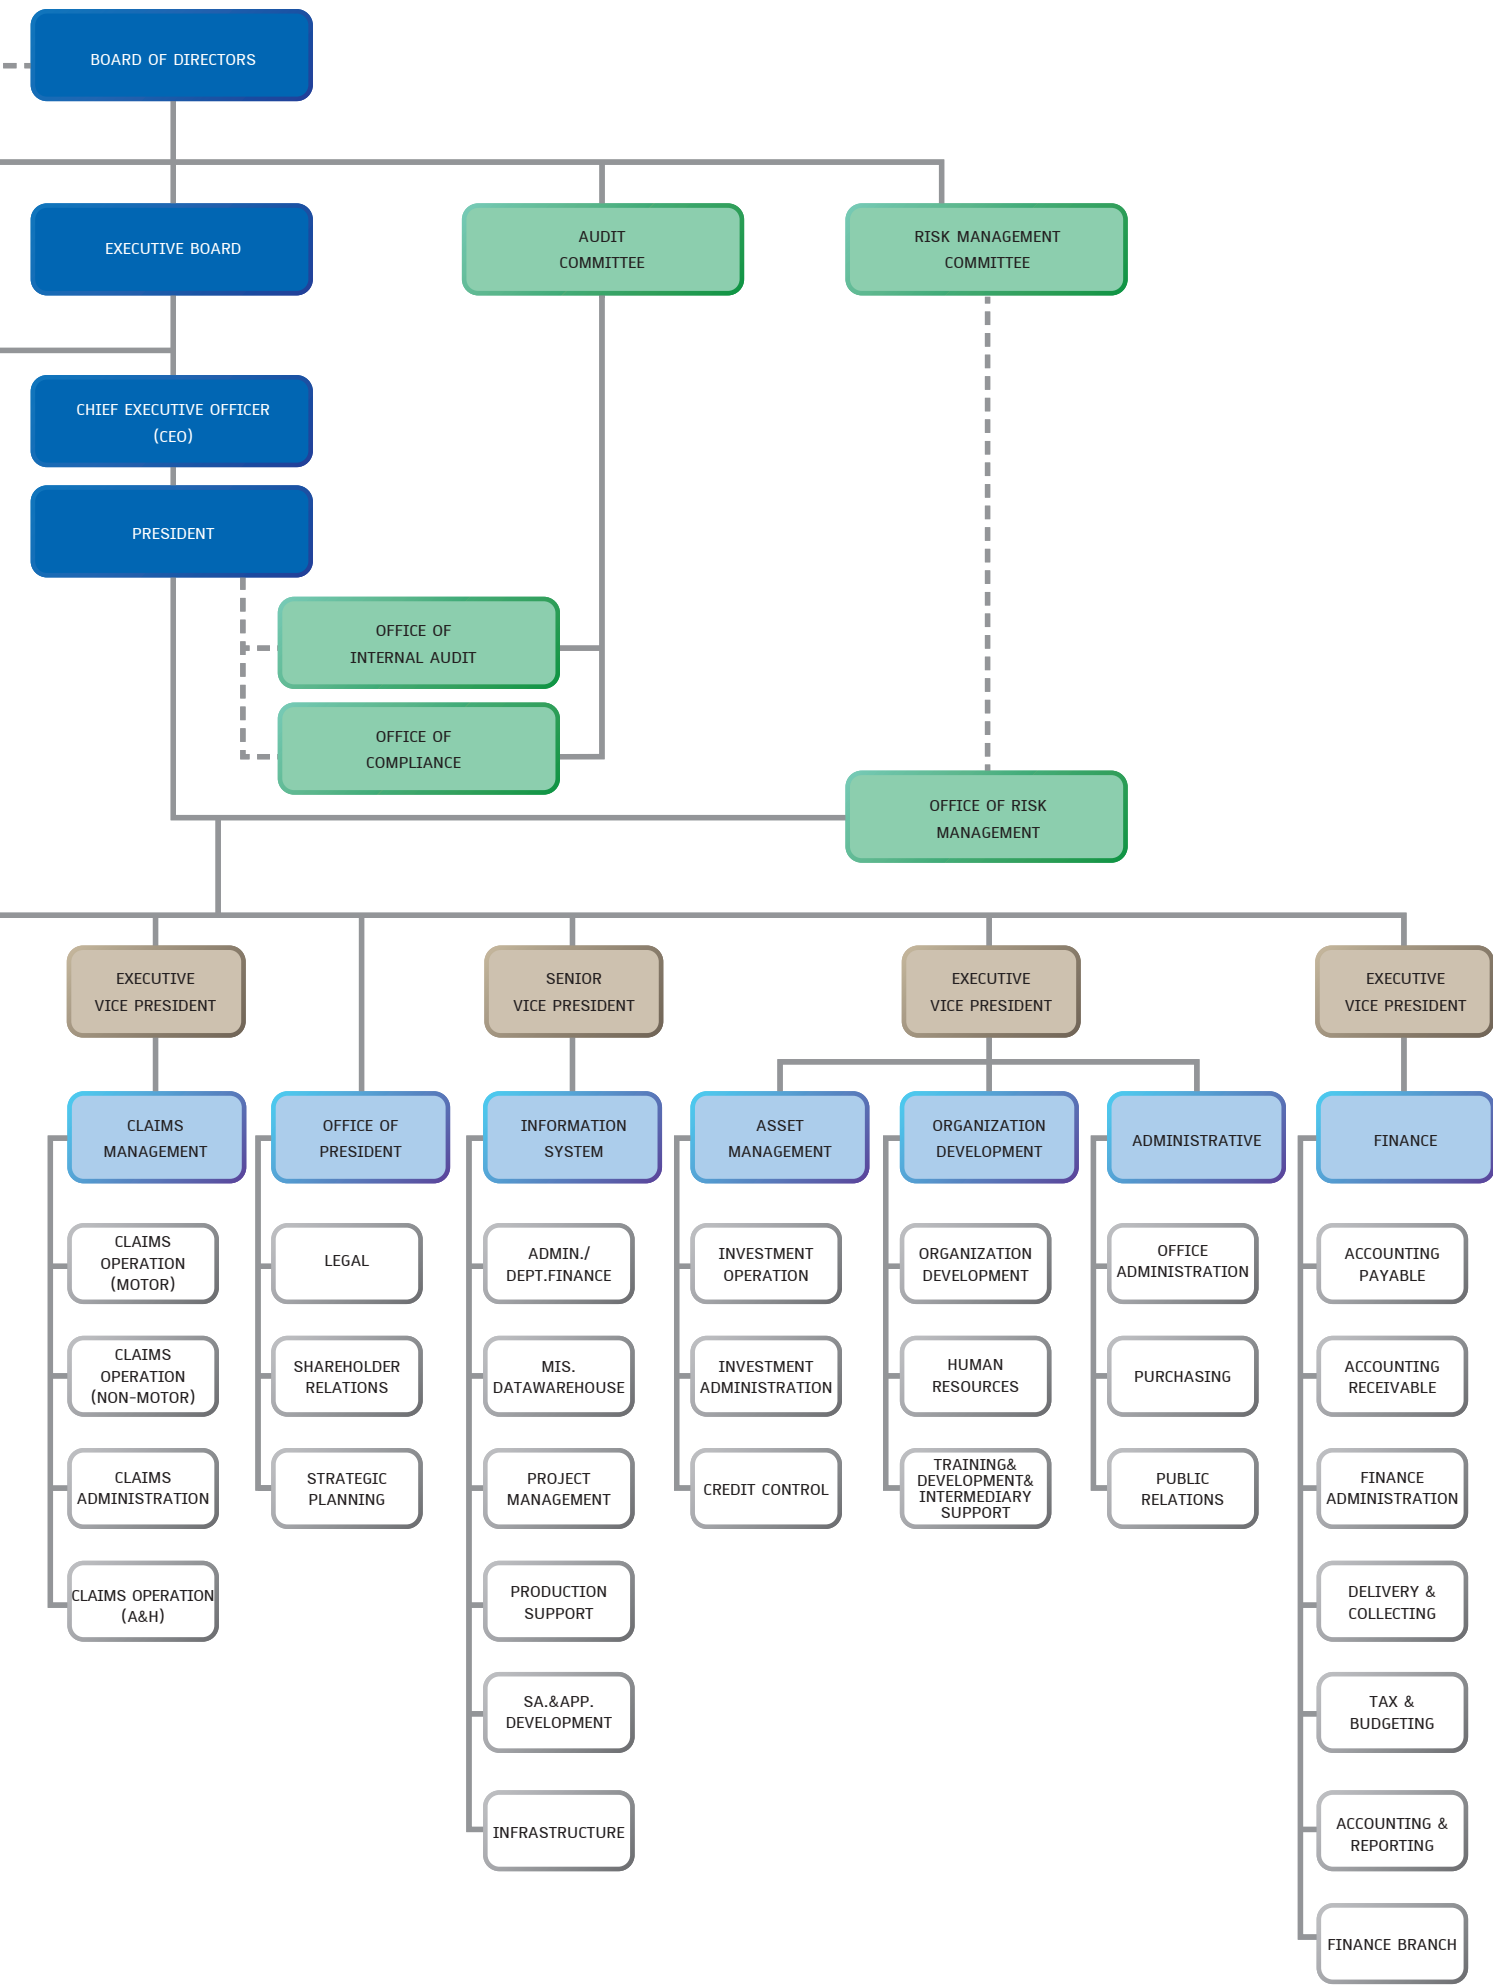 BOARD OF DIRECTORS
EXECUTIVE BOARD
AUDIT
COMMITTEE
RISK MANAGEMENT
COMMITTEE
CHIEF EXECUTIVE OFFICER
(CEO)
PRESIDENT
OFFICE OF
INTERNAL AUDIT
OFFICE OF
COMPLIANCE
OFFICE OF RISK
MANAGEMENT
EXECUTIVE
VICE PRESIDENT
SENIOR
VICE PRESIDENT
EXECUTIVE
VICE PRESIDENT
EXECUTIVE
VICE PRESIDENT
CLAIMS
MANAGEMENT
OFFICE OF
PRESIDENT
INFORMATION
SYSTEM
ASSET
MANAGEMENT
ORGANIZATION
DEVELOPMENT
ADMINISTRATIVE
FINANCE
CLAIMS
OPERATION
(MOTOR)
CLAIMS
OPERATION
(NON-MOTOR)
CLAIMS
ADMINISTRATION
CLAIMS OPERATION
(A&H)
LEGAL
SHAREHOLDER
RELATIONS
STRATEGIC
PLANNING
ADMIN./
DEPT.FINANCE
MIS.
DATAWAREHOUSE
PROJECT
MANAGEMENT
PRODUCTION
SUPPORT
SA.&APP.
DEVELOPMENT
INFRASTRUCTURE
INVESTMENT
OPERATION
INVESTMENT
ADMINISTRATION
CREDIT CONTROL
ORGANIZATION
DEVELOPMENT
HUMAN
RESOURCES
TRAINING&
DEVELOPMENT&
INTERMEDIARY
SUPPORT
OFFICE
ADMINISTRATION
PURCHASING
PUBLIC
RELATIONS
ACCOUNTING
PAYABLE
ACCOUNTING
RECEIVABLE
FINANCE
ADMINISTRATION
DELIVERY &
COLLECTING
TAX &
BUDGETING
ACCOUNTING &
REPORTING
FINANCE BRANCH